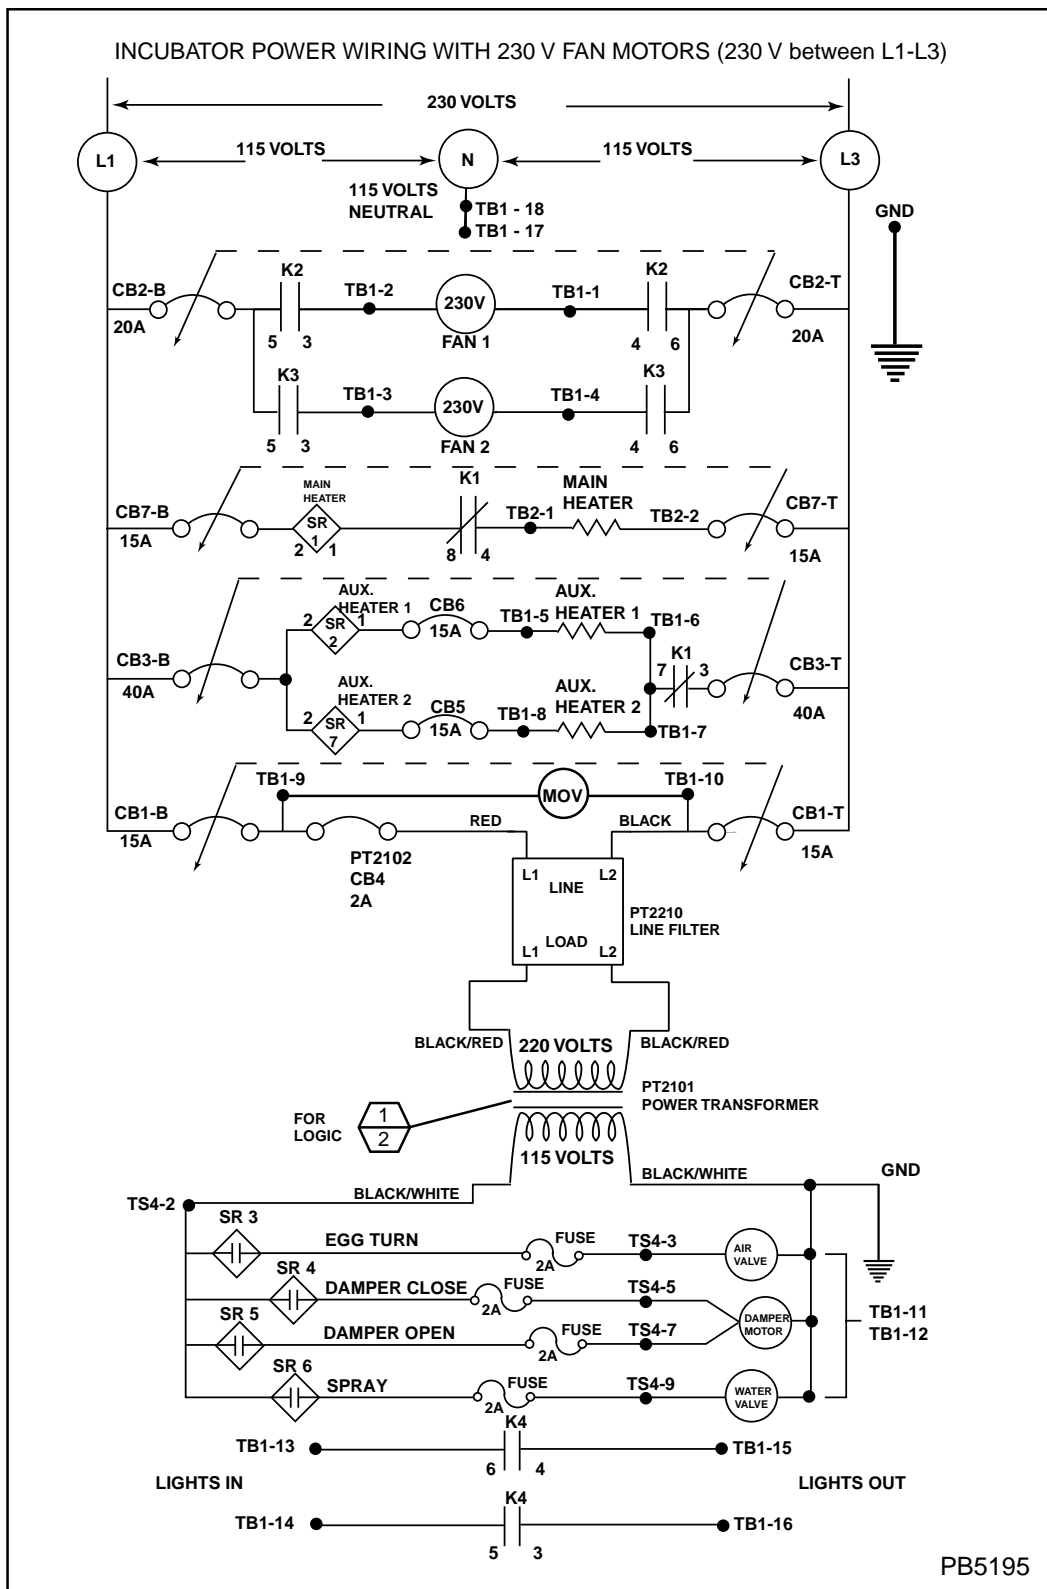 INCUBATOR POWER WIRING WITH 230 V FAN MOTORS (230 V between L1-L3)
230 VOLTS
L1
115 VOLTS
N
115 VOLTS
L3
115 VOLTS
NEUTRAL
TB1 - 18
TB1 - 17
GND
CB2-B
20A
K2
5 3
TB1-2
230V
FAN 1
TB1-1
K2
4 6
CB2-T
20A
K3
5 3
TB1-3
230V
FAN 2
TB1-4
K3
4 6
CB7-B
15A
MAIN
HEATER
SR
1
2 1
K1
8 4
TB2-1
MAIN
HEATER
TB2-2
CB7-T
15A
CB3-B
40A
AUX.
HEATER 1
2 1
SR
2
CB6
15A
TB1-5
AUX.
HEATER 1
TB1-6
K1
7 3
CB3-T
40A
AUX.
HEATER 2
2 1
SR
7
CB5
15A
TB1-8
AUX.
HEATER 2
TB1-7
CB1-B
15A
TB1-9
MOV
TB1-10
CB1-T
15A
PT2102
CB4
2A
RED
BLACK
L1 L2
LINE
LOAD
L1 L2
PT2210
LINE FILTER
BLACK/RED
220 VOLTS
BLACK/RED
PT2101
POWER TRANSFORMER
FOR
LOGIC
1
2
115 VOLTS
BLACK/WHITE
BLACK/WHITE
GND
TS4-2
SR 3
EGG TURN
FUSE
2A
TS4-3
AIR
VALVE
SR 4
DAMPER CLOSE
FUSE
2A
TS4-5
DAMPER
MOTOR
TB1-11
TB1-12
SR 5
DAMPER OPEN
FUSE
2A
TS4-7
SR 6
SPRAY
FUSE
2A
TS4-9
WATER
VALVE
TB1-13
K4
6 4
TB1-15
LIGHTS IN
LIGHTS OUT
TB1-14
K4
5 3
TB1-16
PB5195